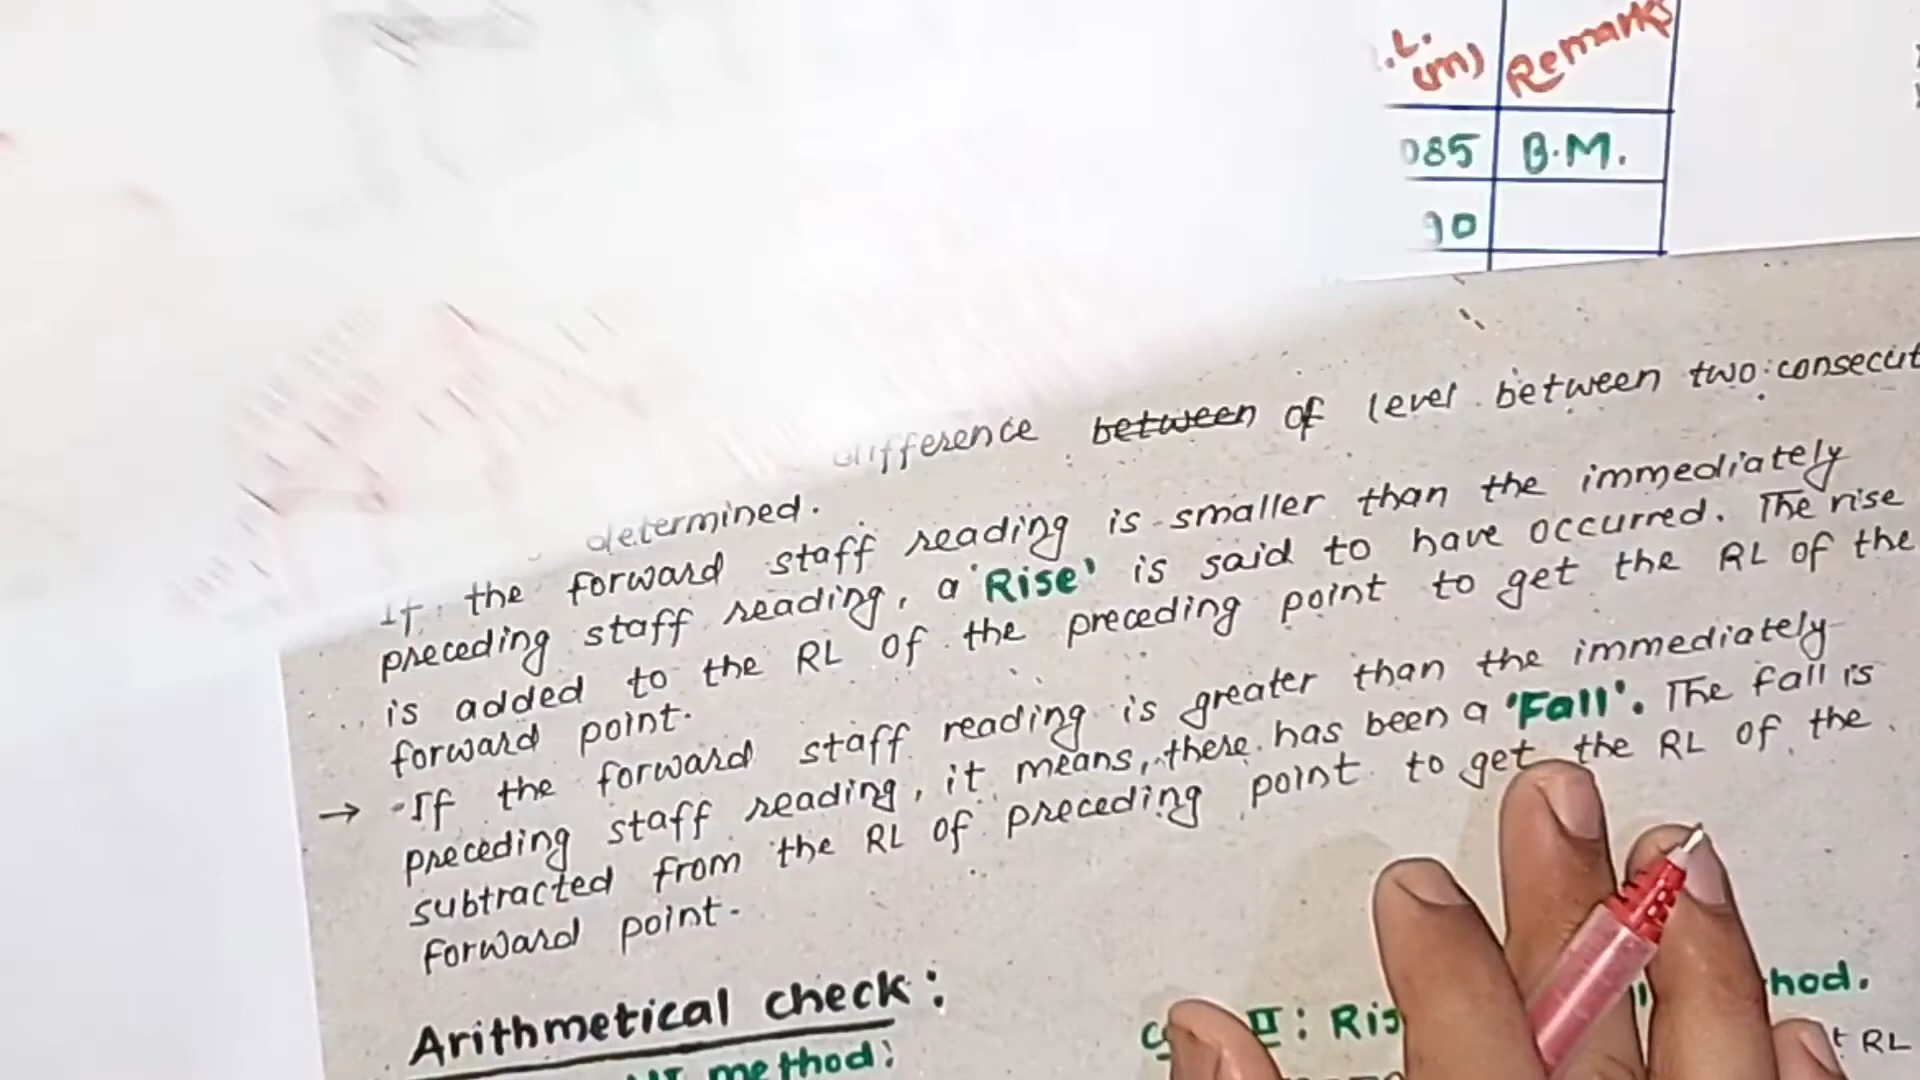 (m) Remarks
085 B.M.
90
difference between of level between two consecut
determined.
If the forward staff reading is smaller than the immediately
preceding staff reading, a 'Rise' is said to have occurred. The rise
is added to the RL of the preceding point to get the RL of the
forward point.
→ If the forward staff reading is greater than the immediately
preceding staff reading, it means, there has been a 'Fall'. The fall is
subtracted from the RL of preceding point to get the RL of the
forward point.
Arithmetical check:
method:
II: Ris hod.
t RL